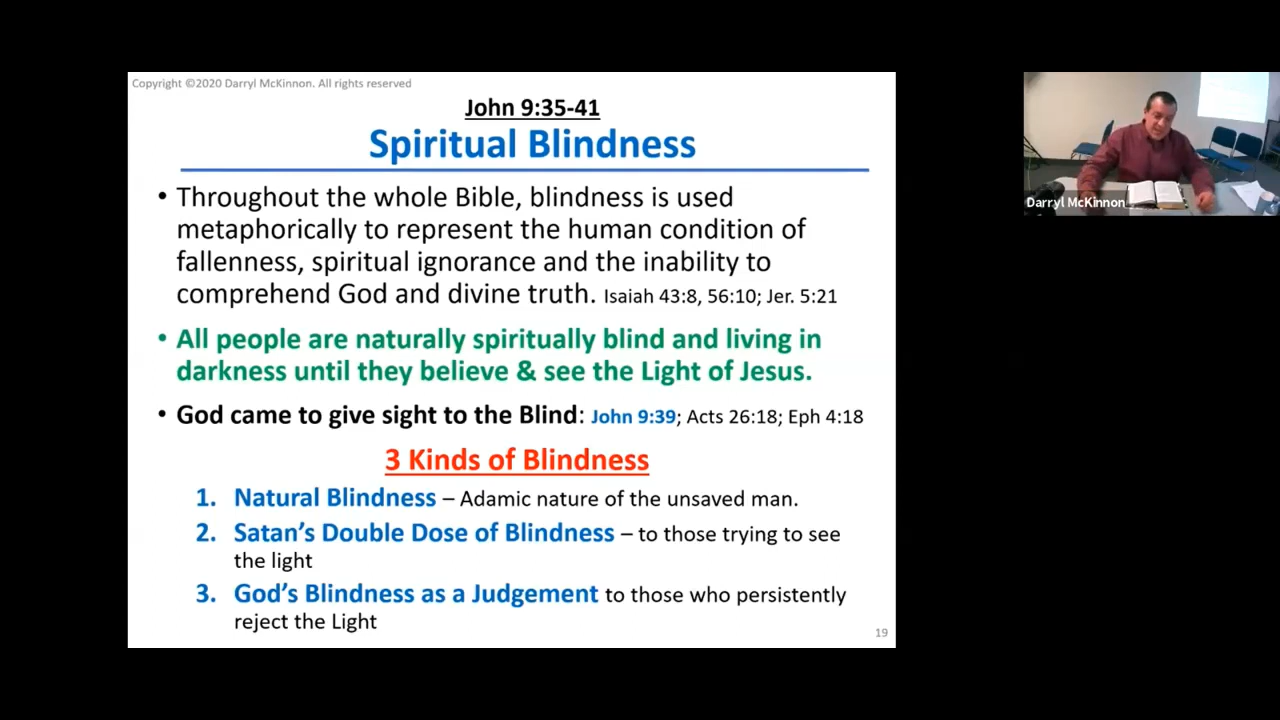 Copyright ©2020 Darryl McKinnon. All rights reserved
John 9:35-41
Spiritual Blindness
• Throughout the whole Bible, blindness is used
metaphorically to represent the human condition of
fallenness, spiritual ignorance and the inability to
comprehend God and divine truth. Isaiah 43:8, 56:10; Jer. 5:21
• All people are naturally spiritually blind and living in
darkness until they believe & see the Light of Jesus.
• God came to give sight to the Blind: John 9:39; Acts 26:18; Eph 4:18
3 Kinds of Blindness
1. Natural Blindness – Adamic nature of the unsaved man.
2. Satan's Double Dose of Blindness – to those trying to see
the light
3. God's Blindness as a Judgement to those who persistently
reject the Light
19
Darryl McKinnon